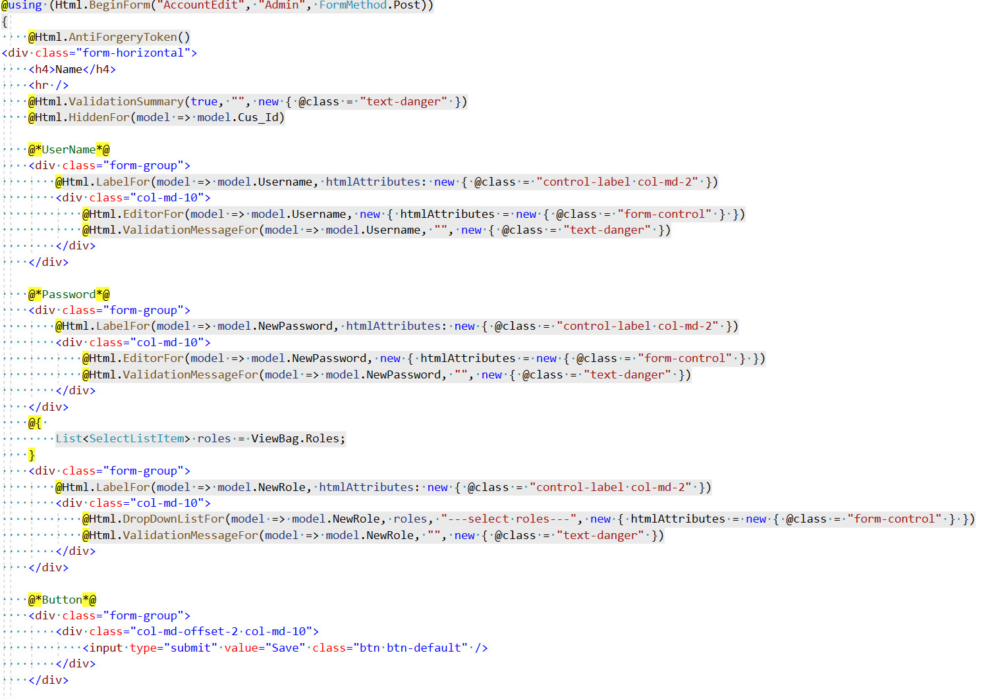 @using (Html.BeginForm("AccountEdit", "Admin", FormMethod.Post))
{
    @Html.AntiForgeryToken()
<div class="form-horizontal">
    <h4>Name</h4>
    <hr />
    @Html.ValidationSummary(true, "", new { @class = "text-danger" })
    @Html.HiddenFor(model => model.Cus_Id)

    @*UserName*@
    <div class="form-group">
        @Html.LabelFor(model => model.Username, htmlAttributes: new { @class = "control-label col-md-2" })
        <div class="col-md-10">
            @Html.EditorFor(model => model.Username, new { htmlAttributes = new { @class = "form-control" } })
            @Html.ValidationMessageFor(model => model.Username, "", new { @class = "text-danger" })
        </div>
    </div>

    @*Password*@
    <div class="form-group">
        @Html.LabelFor(model => model.NewPassword, htmlAttributes: new { @class = "control-label col-md-2" })
        <div class="col-md-10">
            @Html.EditorFor(model => model.NewPassword, new { htmlAttributes = new { @class = "form-control" } })
            @Html.ValidationMessageFor(model => model.NewPassword, "", new { @class = "text-danger" })
        </div>
    </div>
    @{
        List<SelectListItem> roles = ViewBag.Roles;
    }
    <div class="form-group">
        @Html.LabelFor(model => model.NewRole, htmlAttributes: new { @class = "control-label col-md-2" })
        <div class="col-md-10">
            @Html.DropDownListFor(model => model.NewRole, roles, "---select roles---", new { htmlAttributes = new { @class = "form-control" } })
            @Html.ValidationMessageFor(model => model.NewRole, "", new { @class = "text-danger" })
        </div>
    </div>

    @*Button*@
    <div class="form-group">
        <div class="col-md-offset-2 col-md-10">
            <input type="submit" value="Save" class="btn btn-default" />
        </div>
    </div>